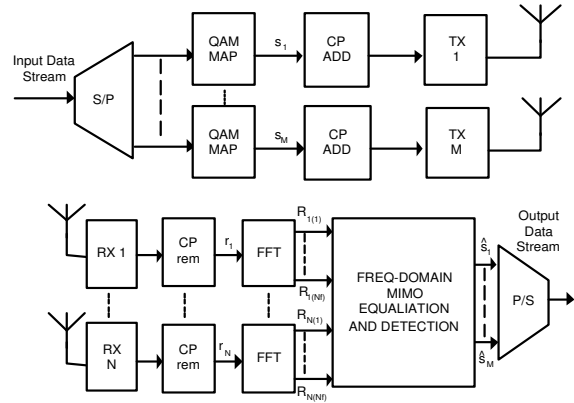 Input Data
Stream
S/P
QAM
MAP
s1
CP
ADD
TX
1
QAM
MAP
sM
CP
ADD
TX
M
RX 1
CP
rem
r1
FFT
R1(1)
R1(Nf)
RX
N
CP
rem
rN
FFT
RN(1)
RN(Nf)
FREQ-DOMAIN
MIMO
EQUALIATION
AND DETECTION
ŝ1
ŝM
Output
Data
Stream
P/S